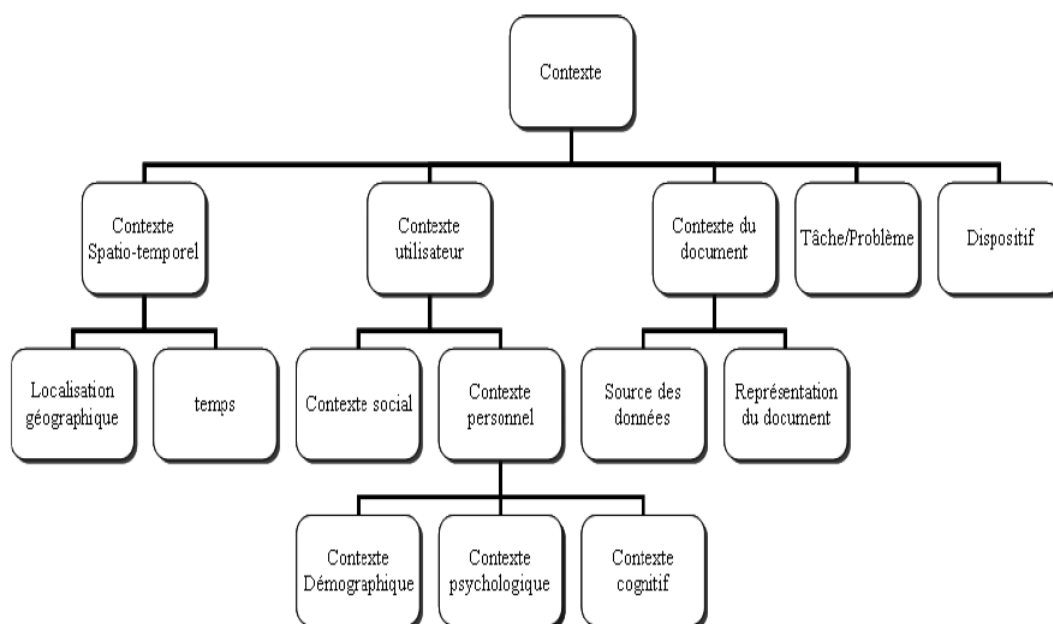 Contexte
Contexte
Spatio-temporel
Contexte
utilisateur
Contexte du
document
Tâche/Problème
Dispositif
Localisation
géographique
temps
Contexte social
Contexte
personnel
Source des
données
Représentation
du document
Contexte
Démographique
Contexte
psychologique
Contexte
cognitif